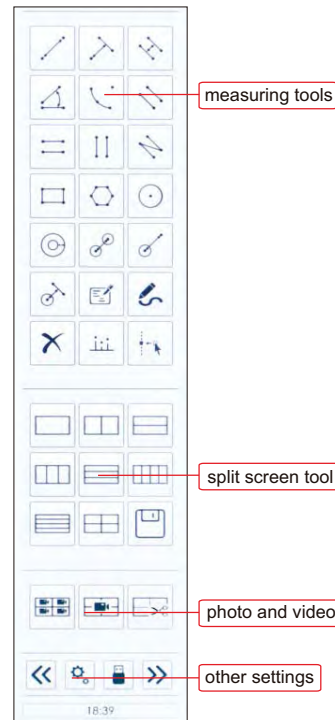 measuring tools
split screen tool
photo and video
other settings
18:39